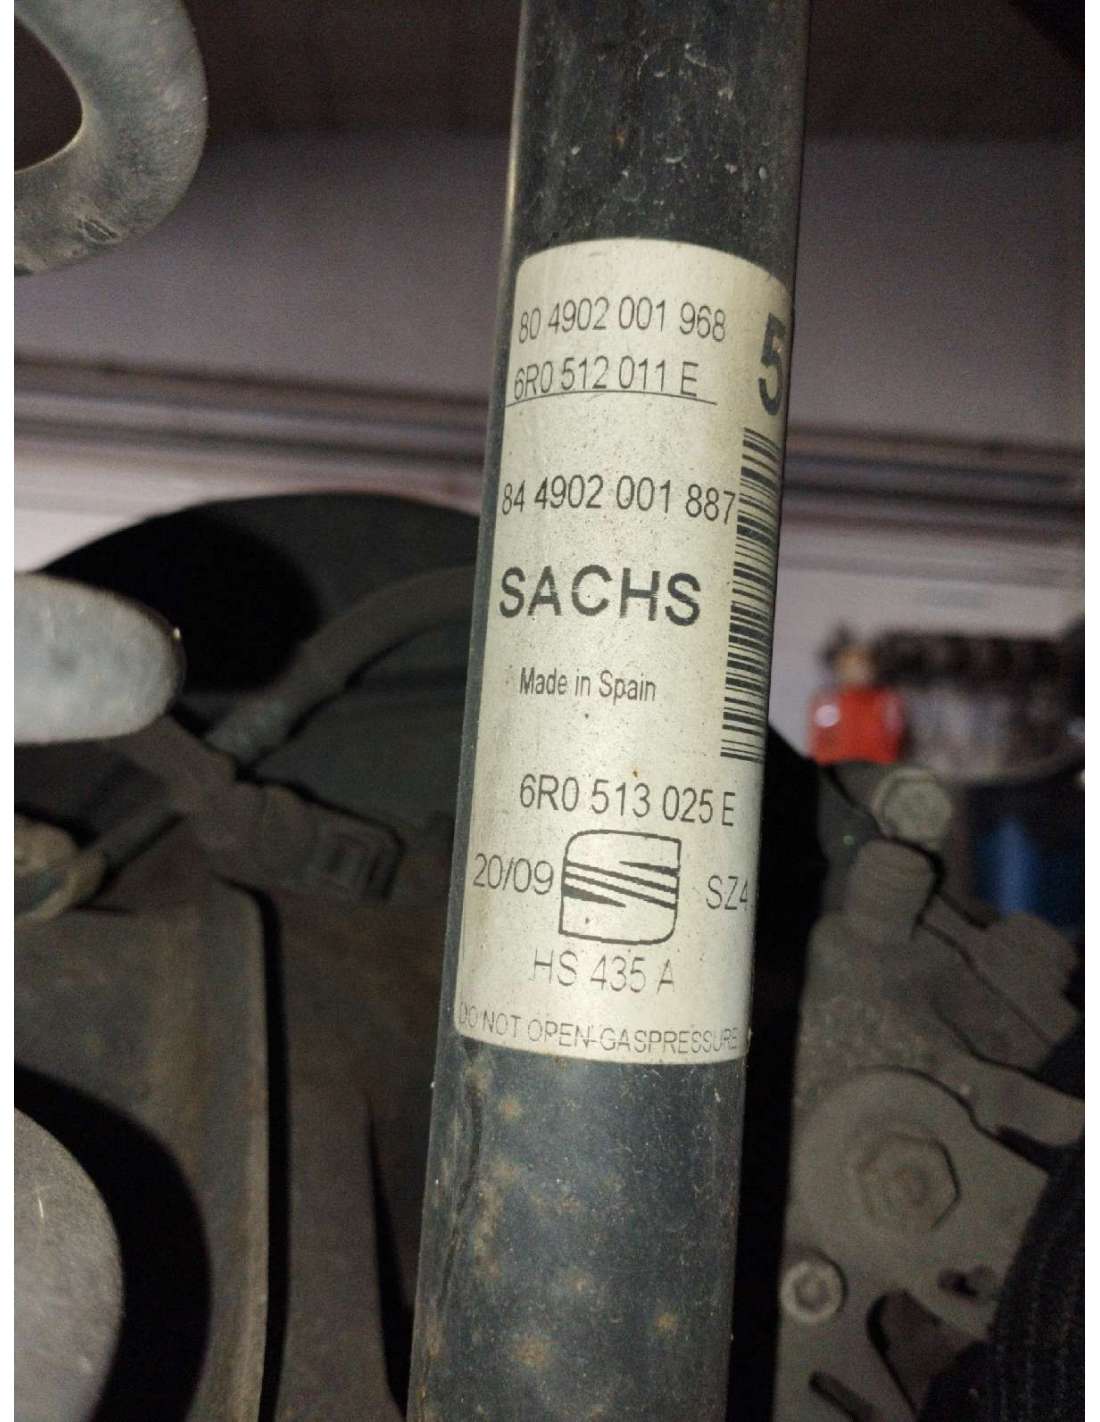 80 4902 001 968
5
6R0 512 011 E
84 4902 001 887
SACHS
Made in Spain
6R0 513 025 E
20/09
SZ4
HS 435 A
DO NOT OPEN-GASPRESSURE